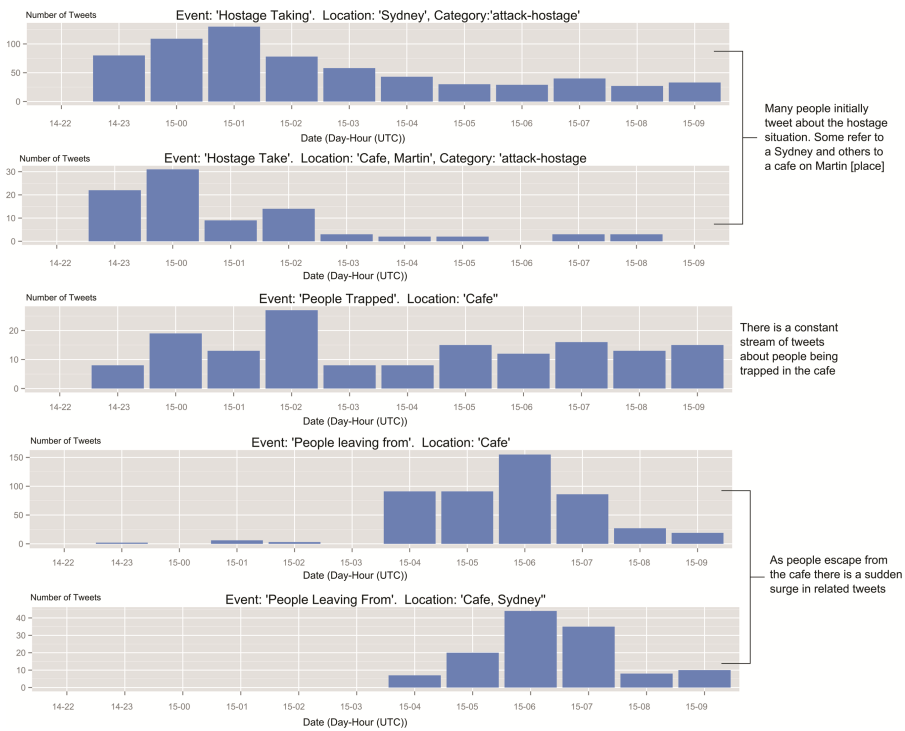 Number of Tweets
Event: 'Hostage Taking'. Location: 'Sydney', Category:'attack-hostage'
100
50
0
14-22 14-23 15-00 15-01 15-02 15-03 15-04 15-05 15-06 15-07 15-08 15-09
Date (Day-Hour (UTC))
Many people initially
tweet about the hostage
situation. Some refer to
a Sydney and others to
a cafe on Martin [place]
Number of Tweets
Event: 'Hostage Take'. Location: 'Cafe, Martin', Category: 'attack-hostage
30
20
10
0
14-22 14-23 15-00 15-01 15-02 15-03 15-04 15-05 15-06 15-07 15-08 15-09
Date (Day-Hour (UTC))
Number of Tweets
Event: 'People Trapped'. Location: 'Cafe"
20
10
0
14-22 14-23 15-00 15-01 15-02 15-03 15-04 15-05 15-06 15-07 15-08 15-09
Date (Day-Hour (UTC))
There is a constant
stream of tweets
about people being
trapped in the cafe
Number of Tweets
Event: 'People leaving from'. Location: 'Cafe'
150
100
50
0
14-22 14-23 15-00 15-01 15-02 15-03 15-04 15-05 15-06 15-07 15-08 15-09
Date (Day-Hour (UTC))
As people escape from
the cafe there is a sudden
surge in related tweets
Number of Tweets
Event: 'People Leaving From'. Location: 'Cafe, Sydney"
40
30
20
10
0
14-22 14-23 15-00 15-01 15-02 15-03 15-04 15-05 15-06 15-07 15-08 15-09
Date (Day-Hour (UTC))